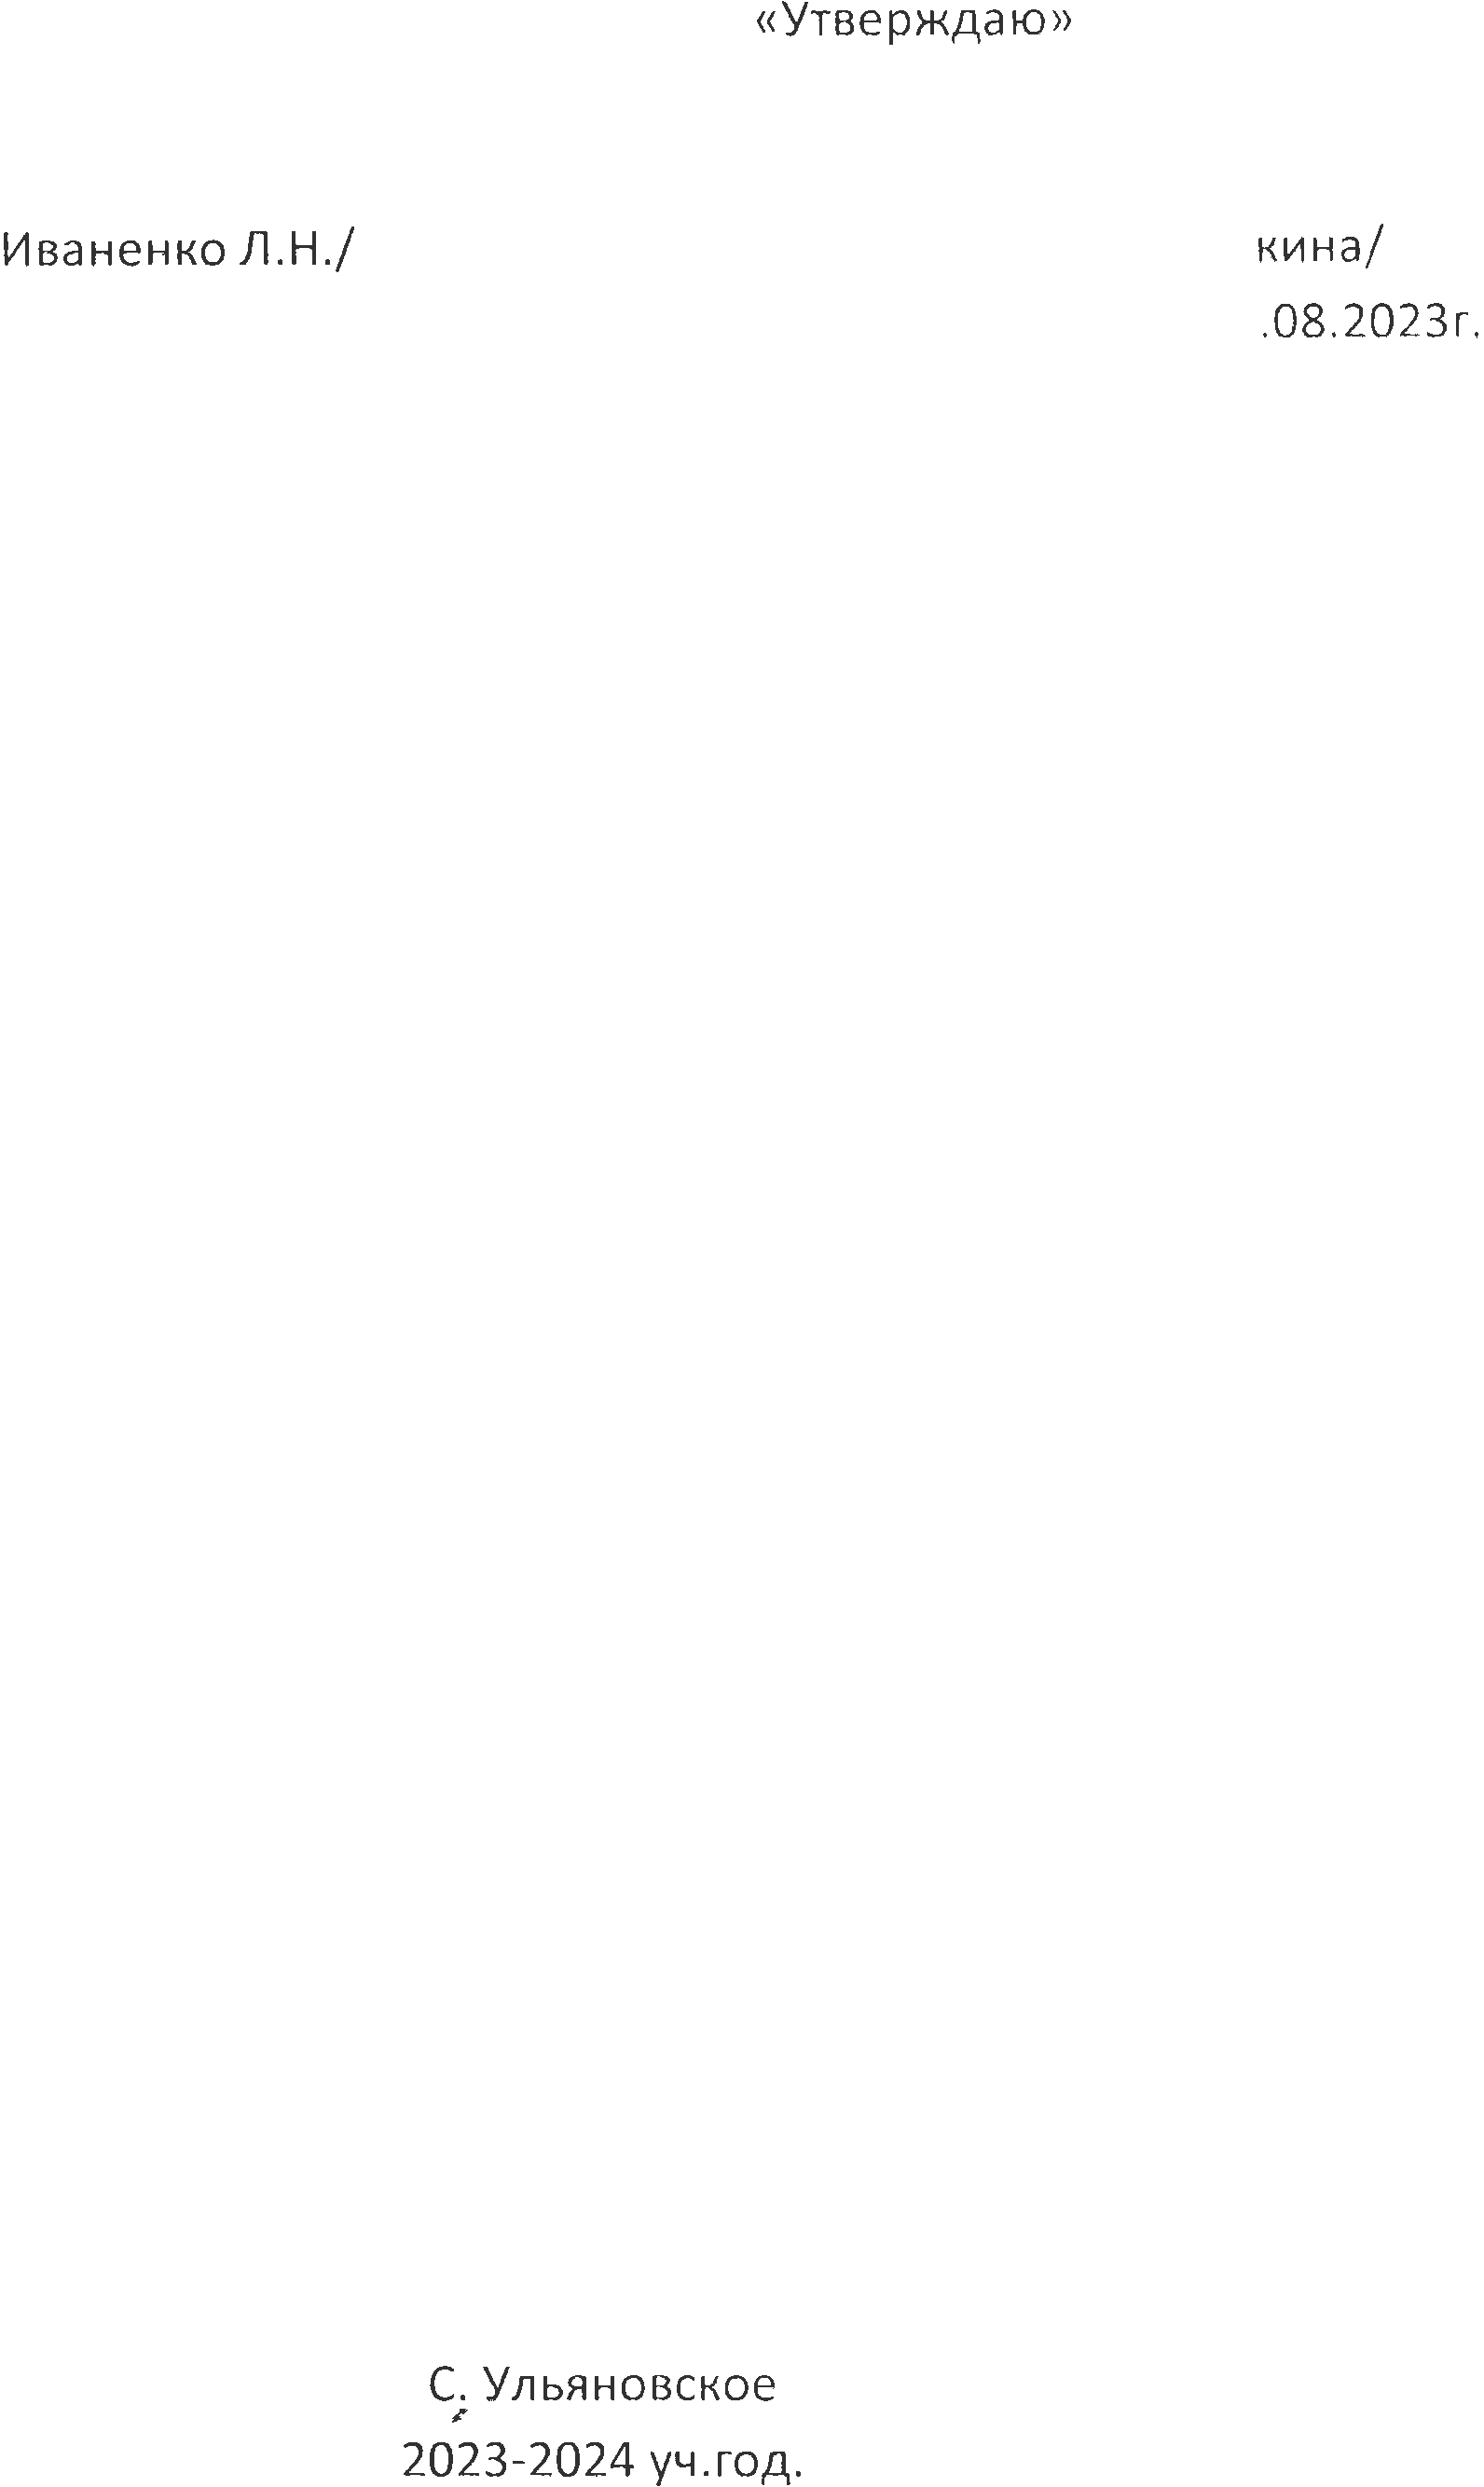 «Утверждаю»
Иваненко Л.Н./ кина/
.08.2023г.
С. Ульяновское
2023-2024 уч.год.